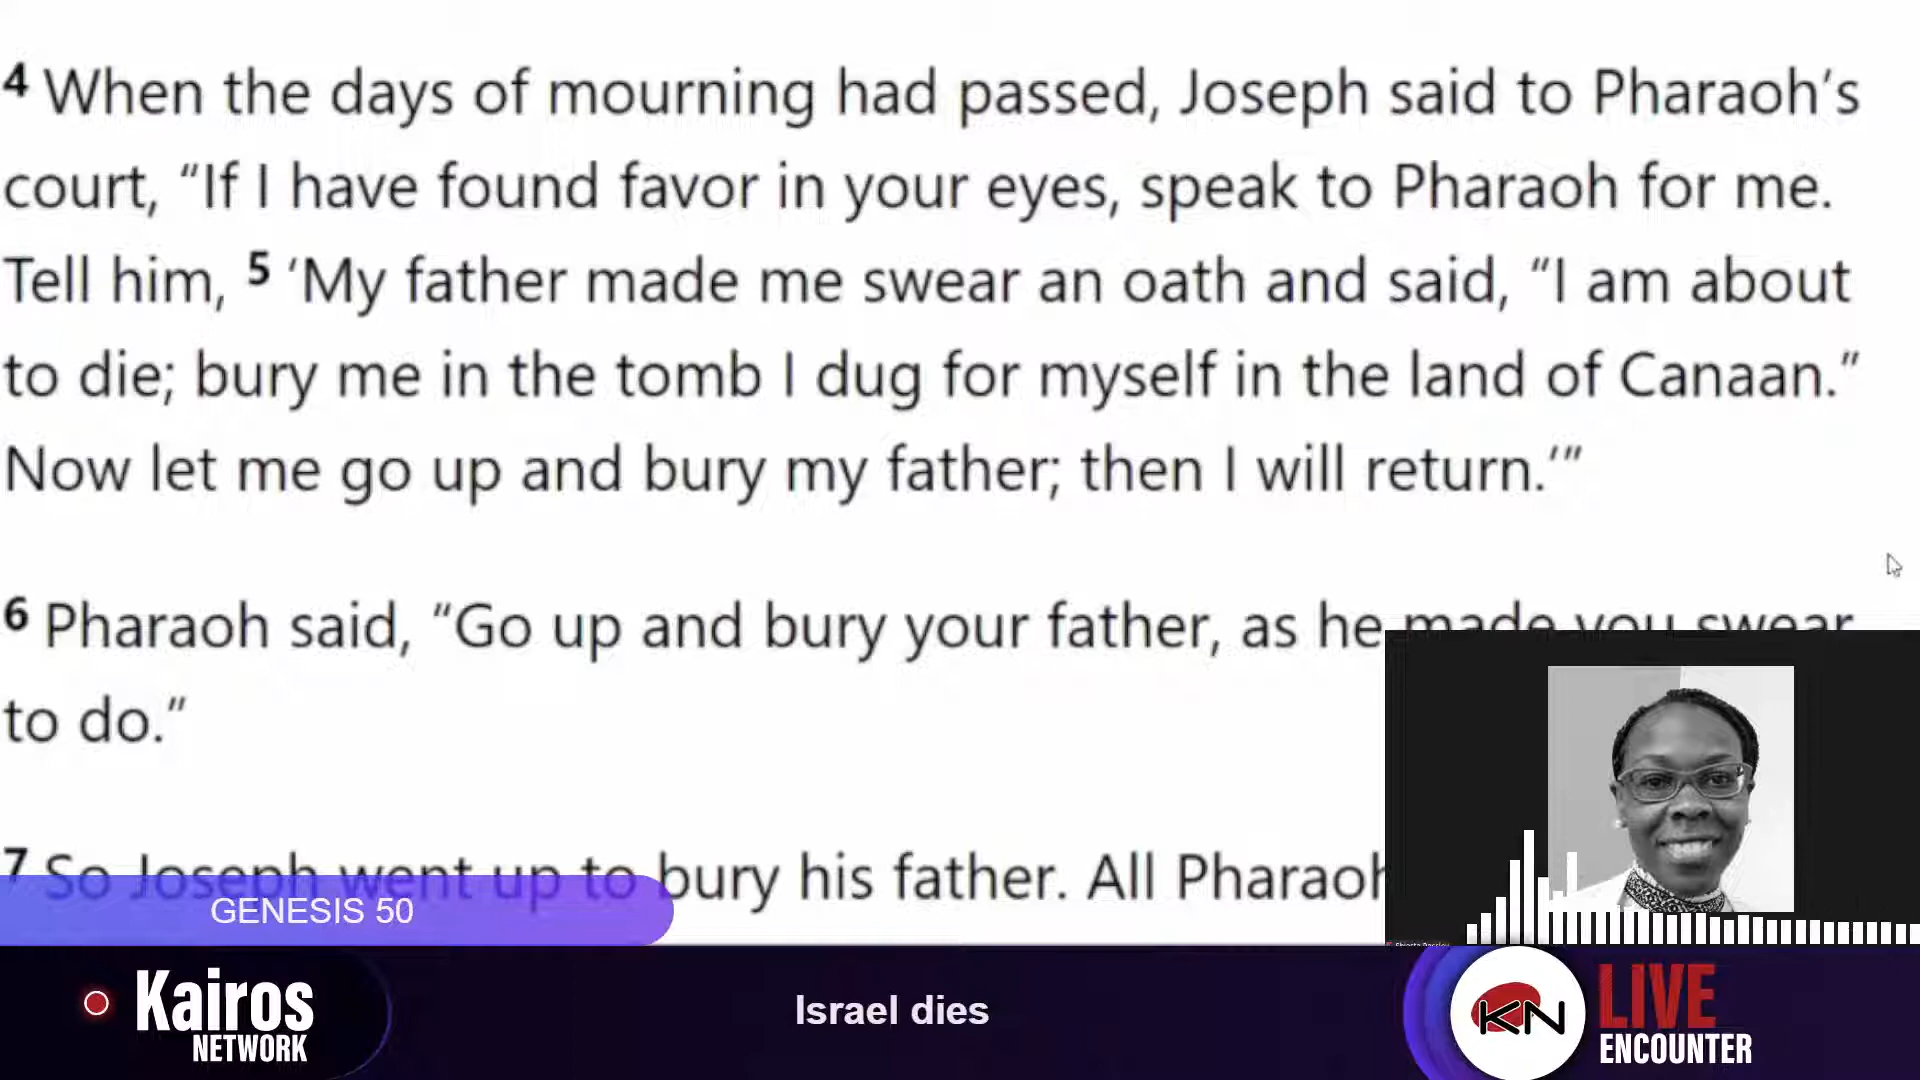 4 When the days of mourning had passed, Joseph said to Pharaoh’s
court, “If I have found favor in your eyes, speak to Pharaoh for me.
Tell him, 5 ‘My father made me swear an oath and said, “I am about
to die; bury me in the tomb I dug for myself in the land of Canaan.”
Now let me go up and bury my father; then I will return.’”
6 Pharaoh said, “Go up and bury your father, as he made you swear
to do.”
7 So Joseph went up to bury his father. All Pharaoh
GENESIS 50
Kairos
NETWORK
Israel dies
KN
LIVE
ENCOUNTER